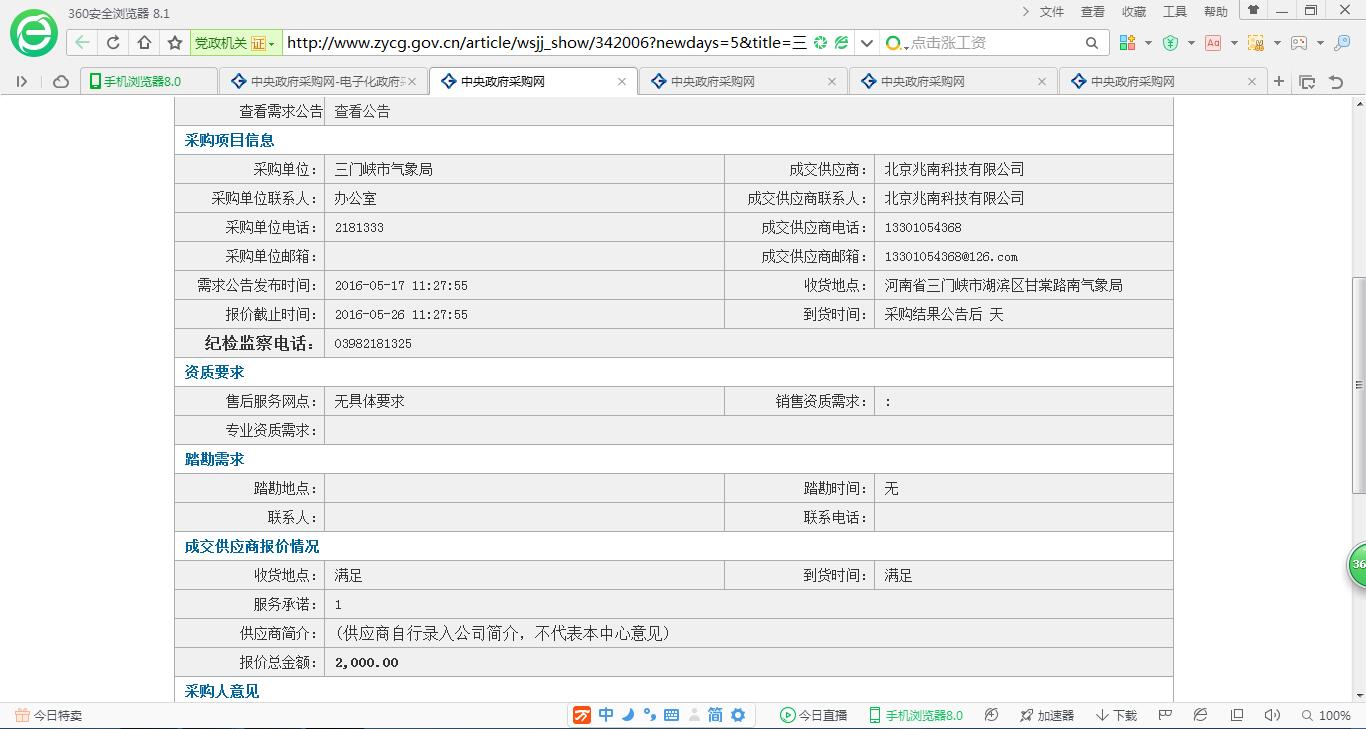 360安全浏览器 8.1
文件 查看 收藏 工具 帮助
党政机关 证 http://www.zycg.gov.cn/article/wsjj_show/342006?newdays=5&title=三 点击涨工资
手机浏览器8.0 中央政府采购网-电子化政府采 中央政府采购网 中央政府采购网 中央政府采购网 中央政府采购网
查看需求公告 查看公告
采购项目信息
采购单位: 三门峡市气象局 成交供应商: 北京兆南科技有限公司
采购单位联系人: 办公室 成交供应商联系人: 北京兆南科技有限公司
采购单位电话: 2181333 成交供应商电话: 13301054368
采购单位邮箱: 成交供应商邮箱: 13301054368@126.com
需求公告发布时间: 2016-05-17 11:27:55 收货地点: 河南省三门峡市湖滨区甘棠路南气象局
报价截止时间: 2016-05-26 11:27:55 到货时间: 采购结果公告后 天
纪检监察电话: 03982181325
资质要求
售后服务网点: 无具体要求 销售资质需求: :
专业资质需求:
踏勘需求
踏勘地点: 踏勘时间: 无
联系人: 联系电话:
成交供应商报价情况
收货地点: 满足 到货时间: 满足
服务承诺: 1
供应商简介: (供应商自行录入公司简介，不代表本中心意见)
报价总金额: 2,000.00
采购人意见
36
今日特卖 中 简 今日直播 手机浏览器8.0 加速器 下载 100%